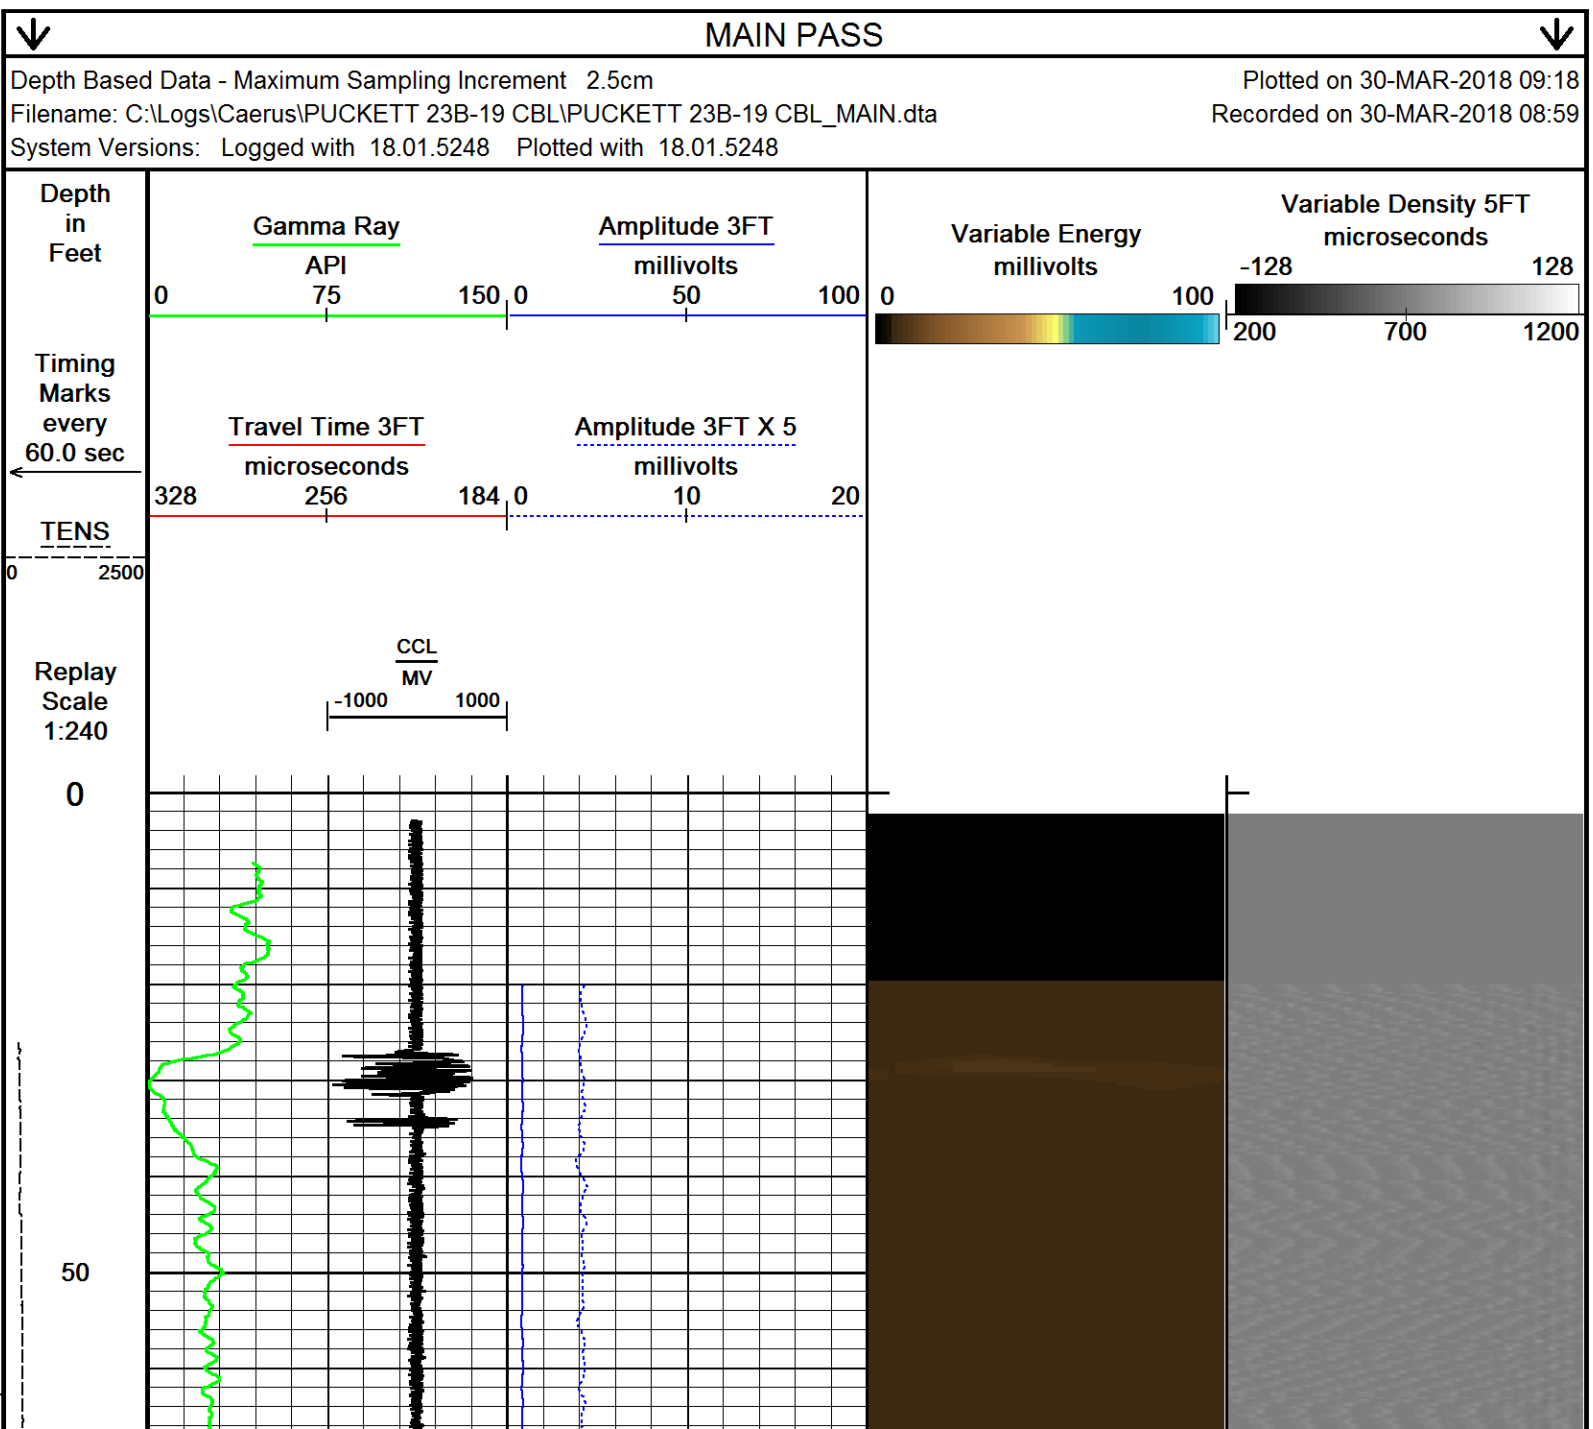 MAIN PASS
Depth Based Data - Maximum Sampling Increment 2.5cm
Plotted on 30-MAR-2018 09:18
Filename: C:\Logs\Caerus\PUCKETT 23B-19 CBL\PUCKETT 23B-19 CBL_MAIN.dta
Recorded on 30-MAR-2018 08:59
System Versions: Logged with 18.01.5248 Plotted with 18.01.5248
Depth
in
Feet
Timing
Marks
every
60.0 sec
TENS
0 2500
Replay
Scale
1:240
Gamma Ray
API
0 75 150
Travel Time 3FT
microseconds
328 256 184
CCL
MV
-1000 1000
Amplitude 3FT
millivolts
0 50 100
Amplitude 3FT X 5
millivolts
0 10 20
Variable Energy
millivolts
0 100
Variable Density 5FT
microseconds
-128 128
200 700 1200
0
50